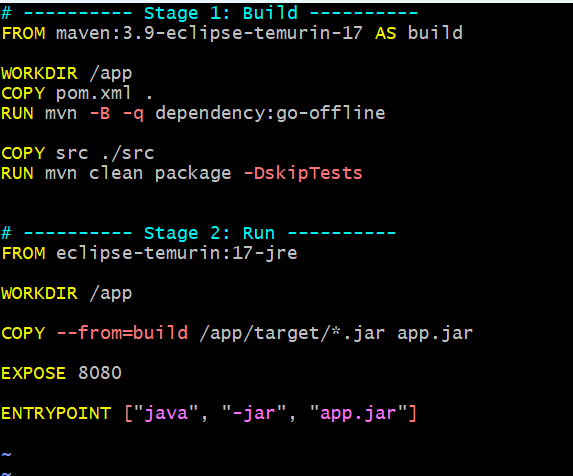 # ---------- Stage 1: Build ----------
FROM maven:3.9-eclipse-temurin-17 AS build
WORKDIR /app
COPY pom.xml .
RUN mvn -B -q dependency:go-offline
COPY src ./src
RUN mvn clean package -DskipTests
# ---------- Stage 2: Run ----------
FROM eclipse-temurin:17-jre
WORKDIR /app
COPY --from=build /app/target/*.jar app.jar
EXPOSE 8080
ENTRYPOINT ["java", "-jar", "app.jar"]
~
~